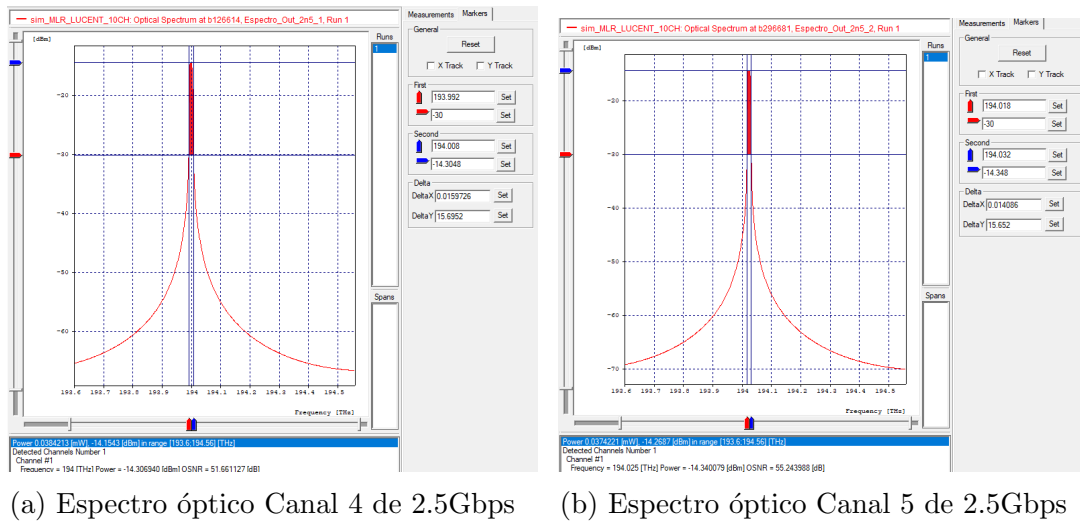 sim_MLR_LUCENT_10CH: Optical Spectrum at b126614, Espectro_Out_2n5_1, Run 1
[dBm]
-20
-30
-40
-50
-60
193.6 193.7 193.8 193.9 194 194.1 194.2 194.3 194.4 194.5
Frequency [THz]
Runs
1
Spans
Measurements Markers
General
Reset
X Track Y Track
First
193.992 Set
-30 Set
Second
194.008 Set
-14.3048 Set
Delta
DeltaX 0.0159726 Set
DeltaY 15.6952 Set
Power 0.0384213 [mW], -14.1543 [dBm] in range [193.6;194.56] [THz]
Detected Channels Number 1
Channel #1
Frequency = 194 [THz] Power = -14.306940 [dBm] OSNR = 51.661127 [dB]
(a) Espectro óptico Canal 4 de 2.5Gbps
sim_MLR_LUCENT_10CH: Optical Spectrum at b296681, Espectro_Out_2n5_2, Run 1
[dBm]
-20
-30
-40
-50
-60
-70
193.6 193.7 193.8 193.9 194 194.1 194.2 194.3 194.4 194.5
Frequency [THz]
Runs
1
Spans
Measurements Markers
General
Reset
X Track Y Track
First
194.018 Set
-30 Set
Second
194.032 Set
-14.348 Set
Delta
DeltaX 0.014086 Set
DeltaY 15.652 Set
Power 0.0374221 [mW], -14.2687 [dBm] in range [193.6;194.56] [THz]
Detected Channels Number 1
Channel #1
Frequency = 194.025 [THz] Power = -14.340079 [dBm] OSNR = 55.243988 [dB]
(b) Espectro óptico Canal 5 de 2.5Gbps